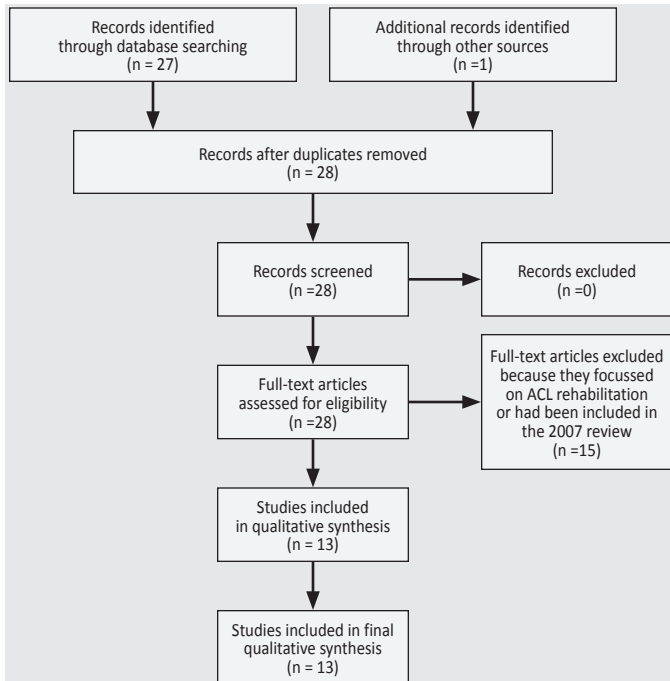 Records identified
through database searching
(n = 27)
Additional records identified
through other sources
(n =1)
Records after duplicates removed
(n = 28)
Records screened
(n =28)
Records excluded
(n =0)
Full-text articles
assessed for eligibility
(n =28)
Full-text articles excluded
because they focussed
on ACL rehabilitation
or had been included in
the 2007 review
(n =15)
Studies included
in qualitative synthesis
(n = 13)
Studies included in final
qualitative synthesis
(n = 13)